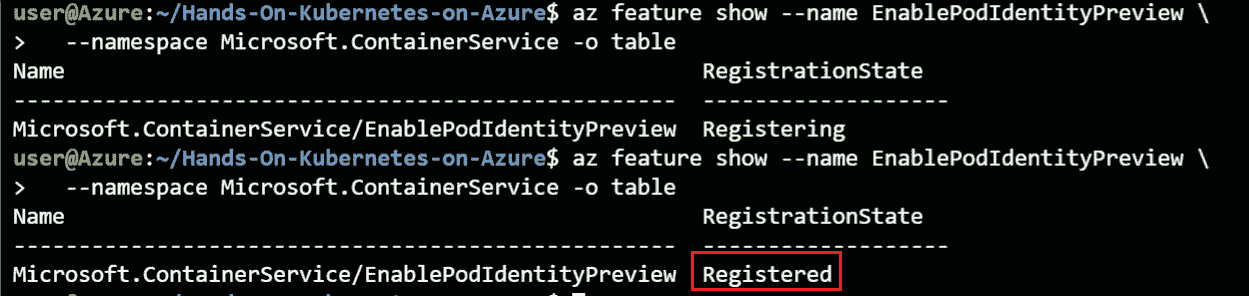 user@Azure:~/Hands-On-Kubernetes-on-Azure$ az feature show --name EnablePodIdentityPreview \
>   --namespace Microsoft.ContainerService -o table
Name                                                 RegistrationState
---------------------------------------------------  -------------------
Microsoft.ContainerService/EnablePodIdentityPreview  Registering
user@Azure:~/Hands-On-Kubernetes-on-Azure$ az feature show --name EnablePodIdentityPreview \
>   --namespace Microsoft.ContainerService -o table
Name                                                 RegistrationState
---------------------------------------------------  -------------------
Microsoft.ContainerService/EnablePodIdentityPreview  Registered